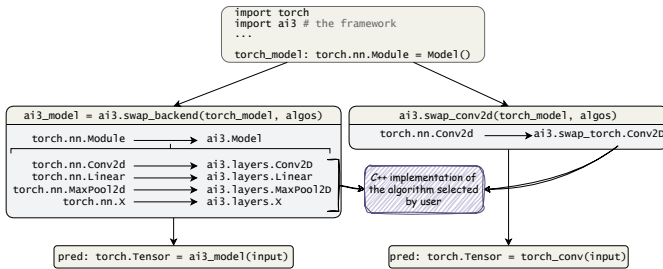 import torch
import ai3 # the framework
...
torch_model: torch.nn.Module = Model()
ai3_model = ai3.swap_backend(torch_model, algos)
torch.nn.Module ai3.Model
torch.nn.Conv2d ai3.layers.Conv2D
torch.nn.Linear ai3.layers.Linear
torch.nn.MaxPool2d ai3.layers.MaxPool2D
torch.nn.X ai3.layers.X
ai3.swap_conv2d(torch_model, algos)
torch.nn.Conv2d ai3.swap_torch.Conv2D
C++ implementation of
the algorithm selected
by user
pred: torch.Tensor = ai3_model(input)
pred: torch.Tensor = torch_conv(input)